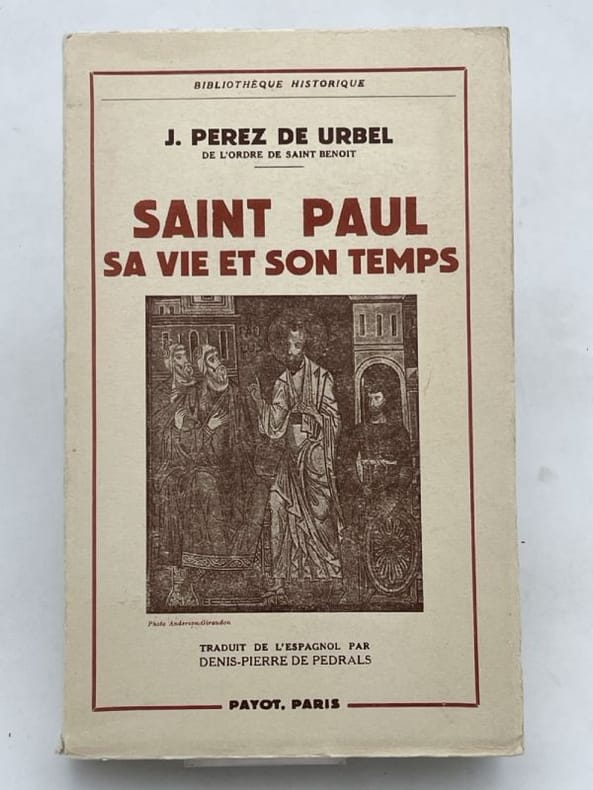 BIBLIOTHÈQUE HISTORIQUE
J. PEREZ DE URBEL
DE L'ORDRE DE SAINT BENOIT
SAINT PAUL
SA VIE ET SON TEMPS
Photo Anderson-Giraudon
TRADUIT DE L'ESPAGNOL PAR
DENIS-PIERRE DE PEDRALS
PAYOT, PARIS